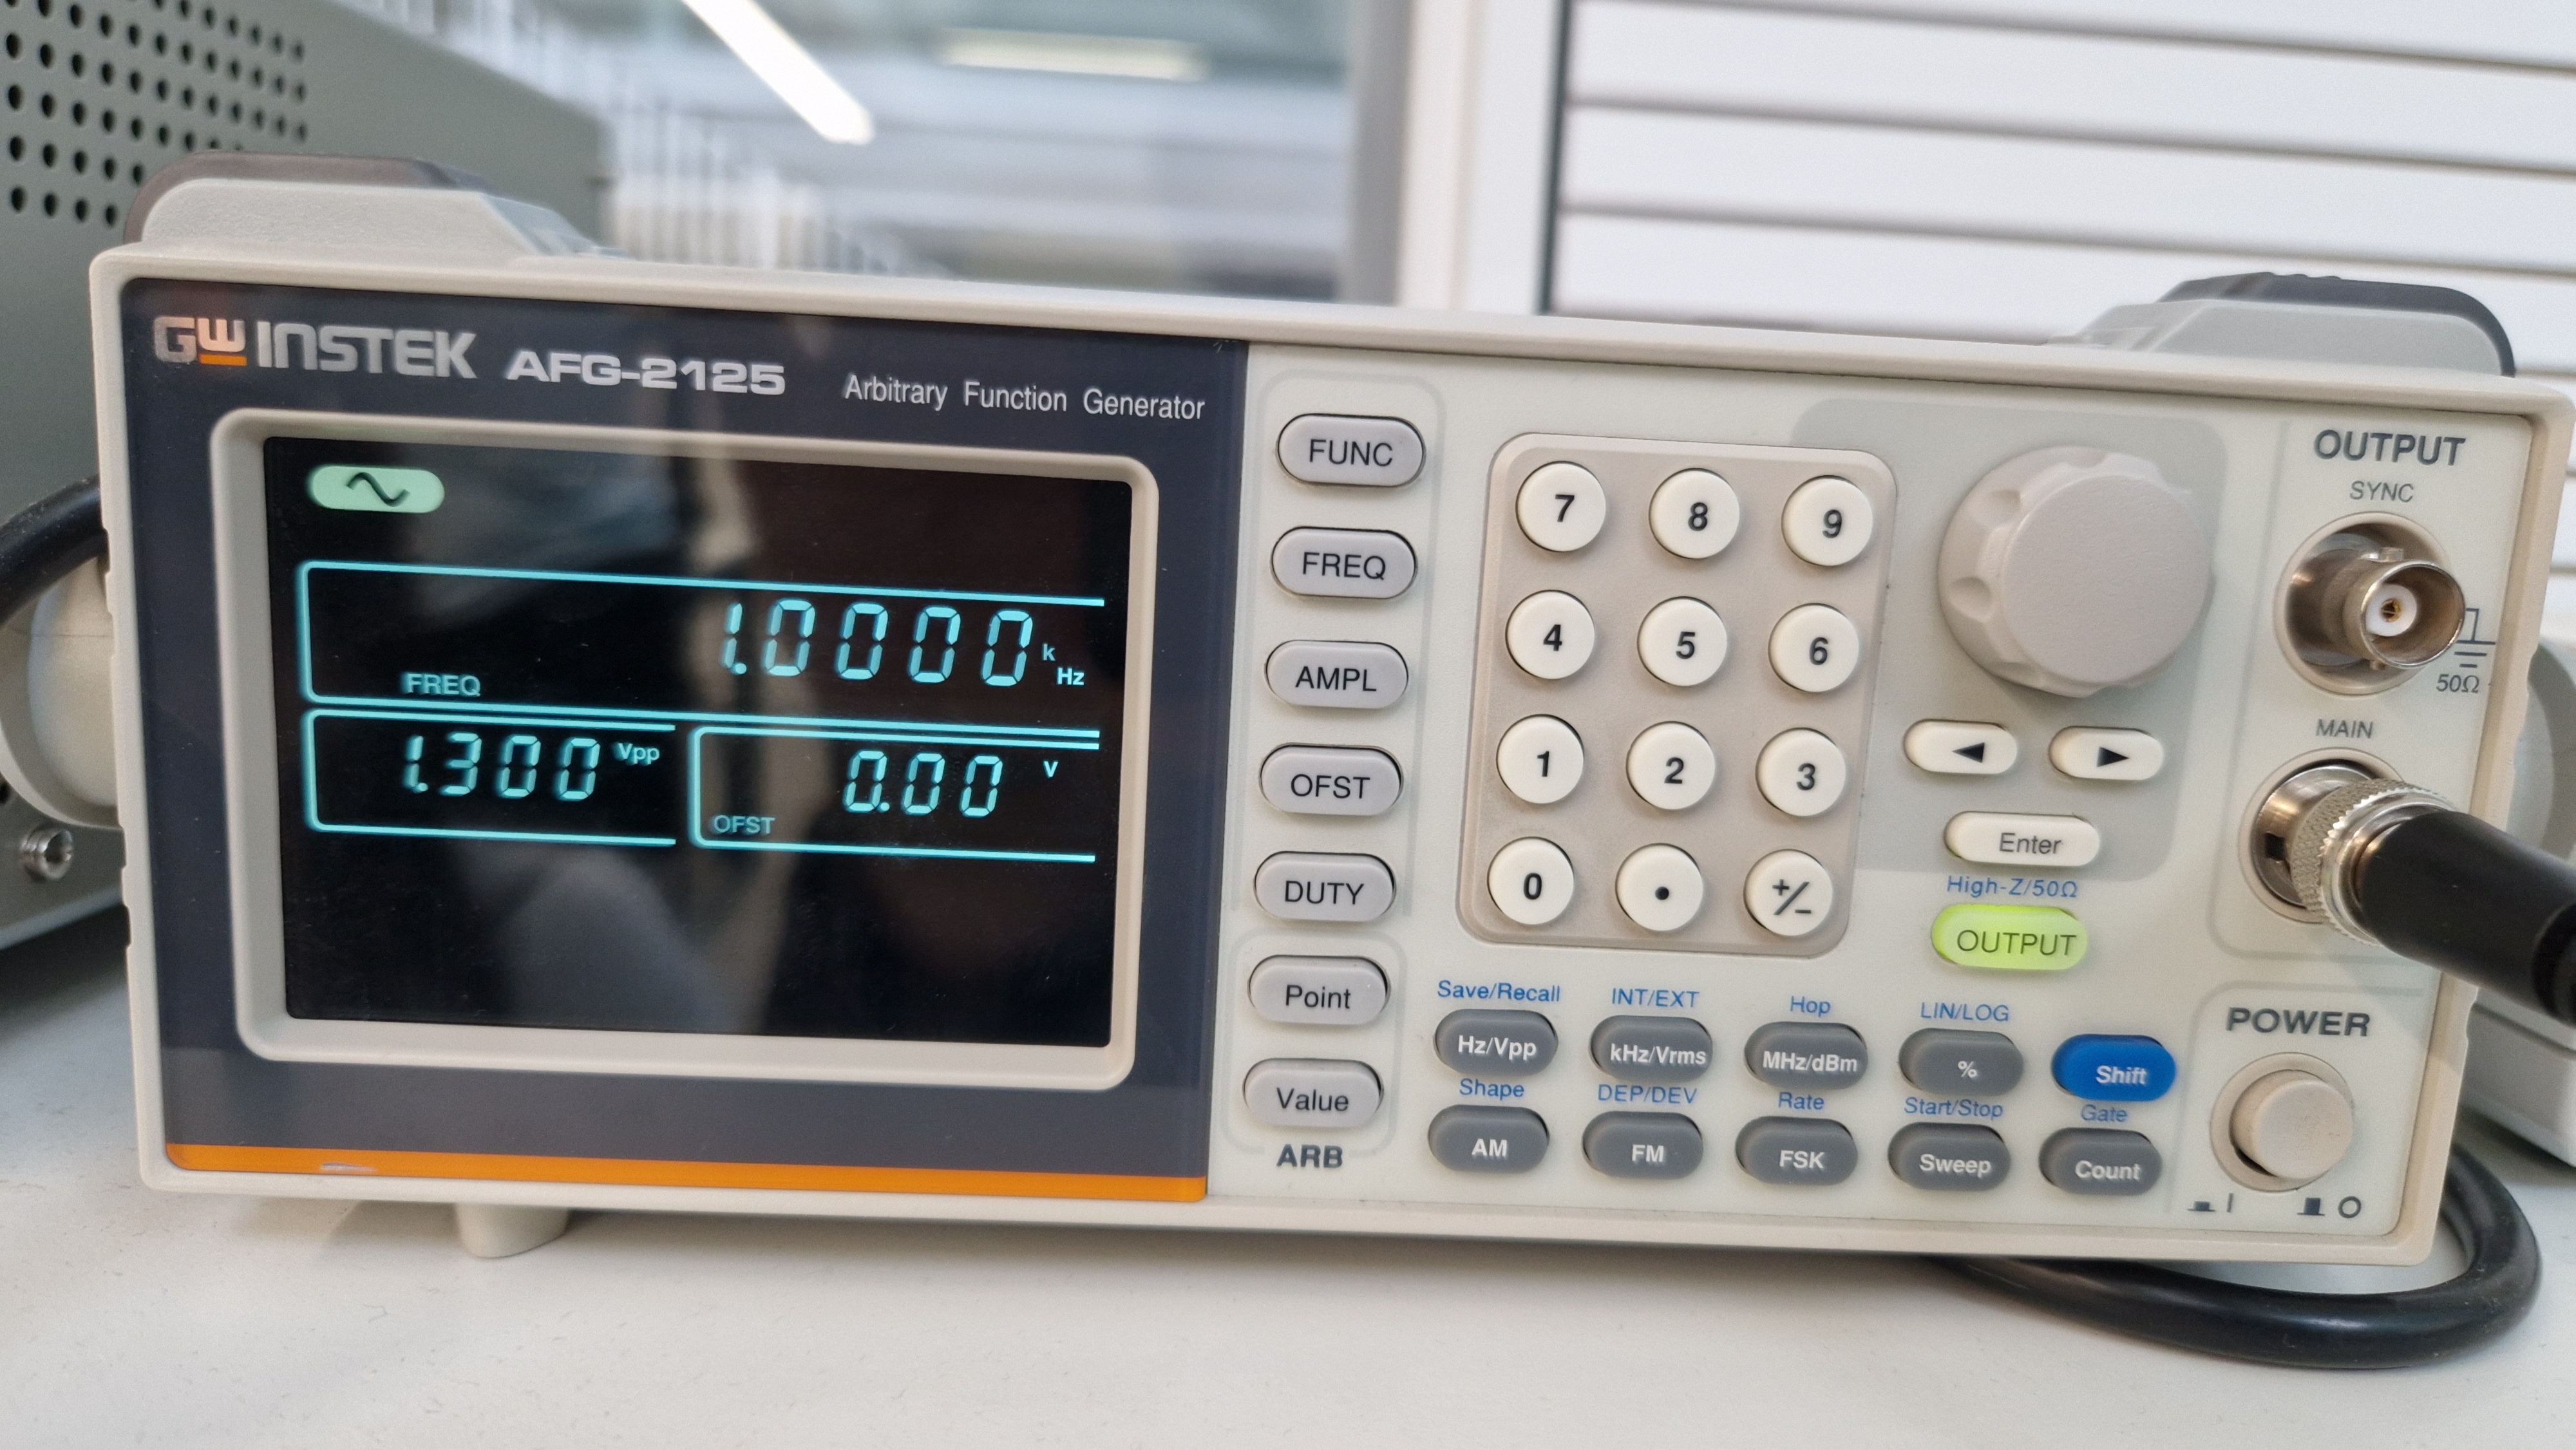 GW INSTEK AFG-2125 Arbitrary Function Generator
1.0000 k Hz
FREQ
1.300 Vpp
0.00 V
OFST
FUNC
FREQ
AMPL
OFST
DUTY
Point
Value
ARB
7 8 9
4 5 6
1 2 3
0 • +/-
◀ ▶
Enter
High-Z/50Ω
OUTPUT
Save/Recall INT/EXT Hop LIN/LOG
Hz/Vpp kHz/Vrms MHz/dBm % Shift
Shape DEP/DEV Rate Start/Stop Gate
AM FM FSK Sweep Count
OUTPUT
SYNC
50Ω
MAIN
POWER
I O